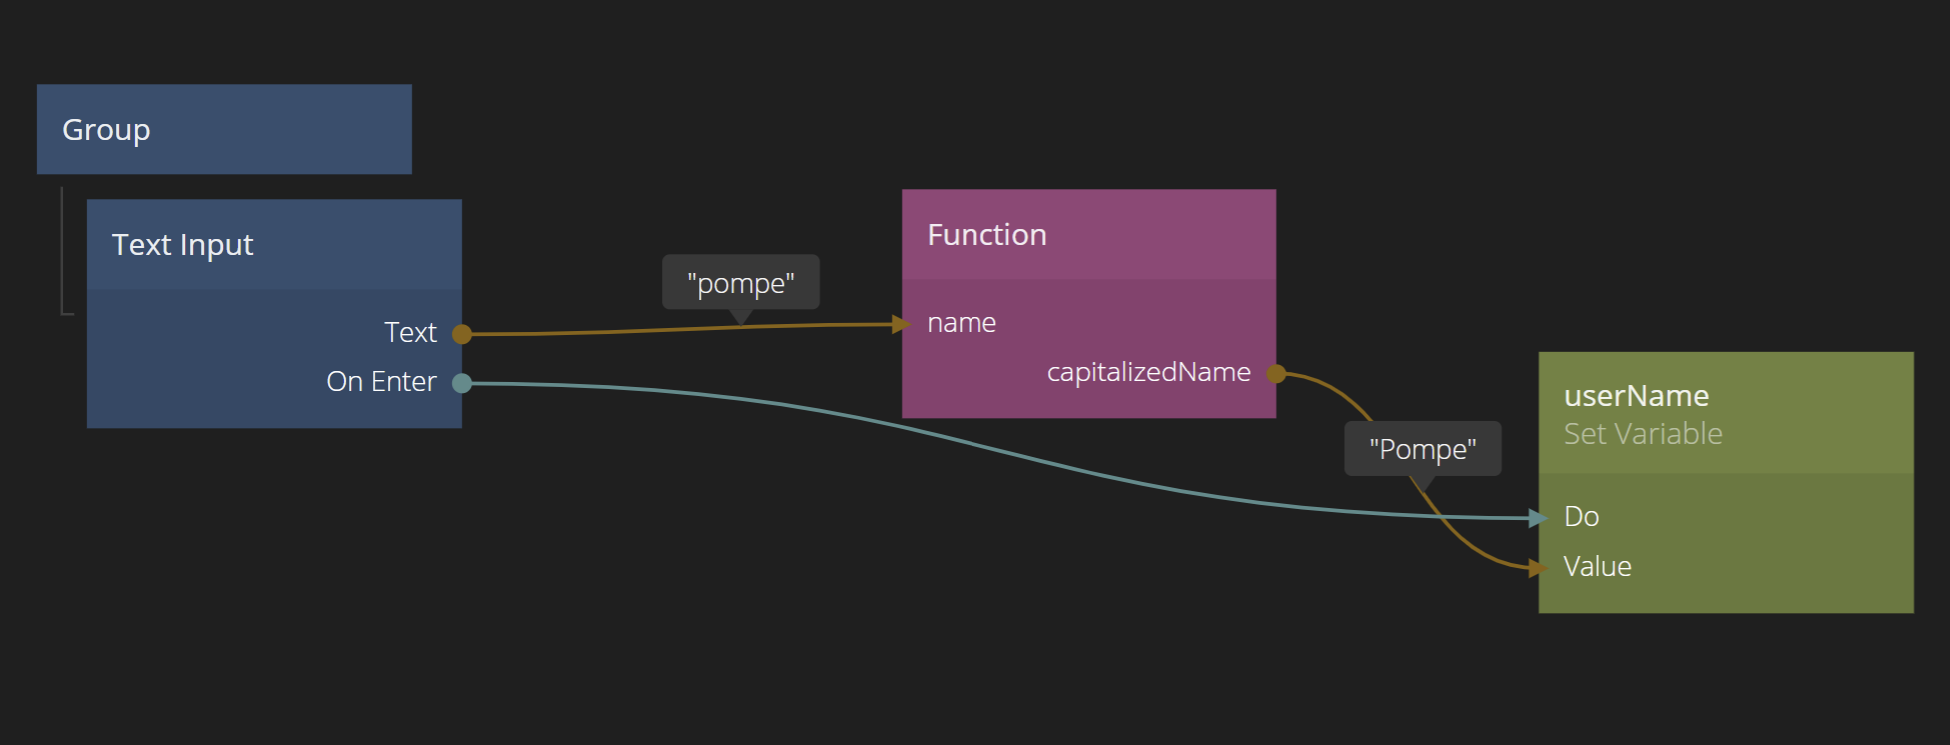 Group
Text Input
Text
On Enter
"pompe"
Function
name
capitalizedName
"Pompe"
userName
Set Variable
Do
Value